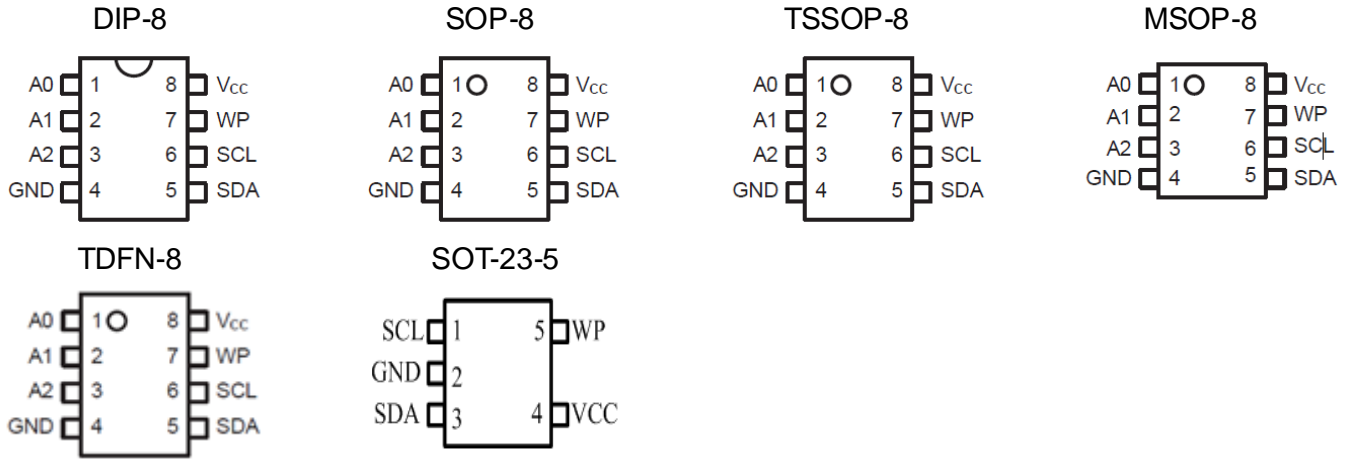 DIP-8 SOP-8 TSSOP-8 MSOP-8
A0 1 8 Vcc A0 1 8 Vcc A0 1 8 Vcc A0 1 8 Vcc
A1 2 7 WP A1 2 7 WP A1 2 7 WP A1 2 7 WP
A2 3 6 SCL A2 3 6 SCL A2 3 6 SCL A2 3 6 SCL
GND 4 5 SDA GND 4 5 SDA GND 4 5 SDA GND 4 5 SDA
TDFN-8 SOT-23-5
A0 1 8 Vcc SCL 1 5 WP
A1 2 7 WP GND 2
A2 3 6 SCL SDA 3 4 VCC
GND 4 5 SDA